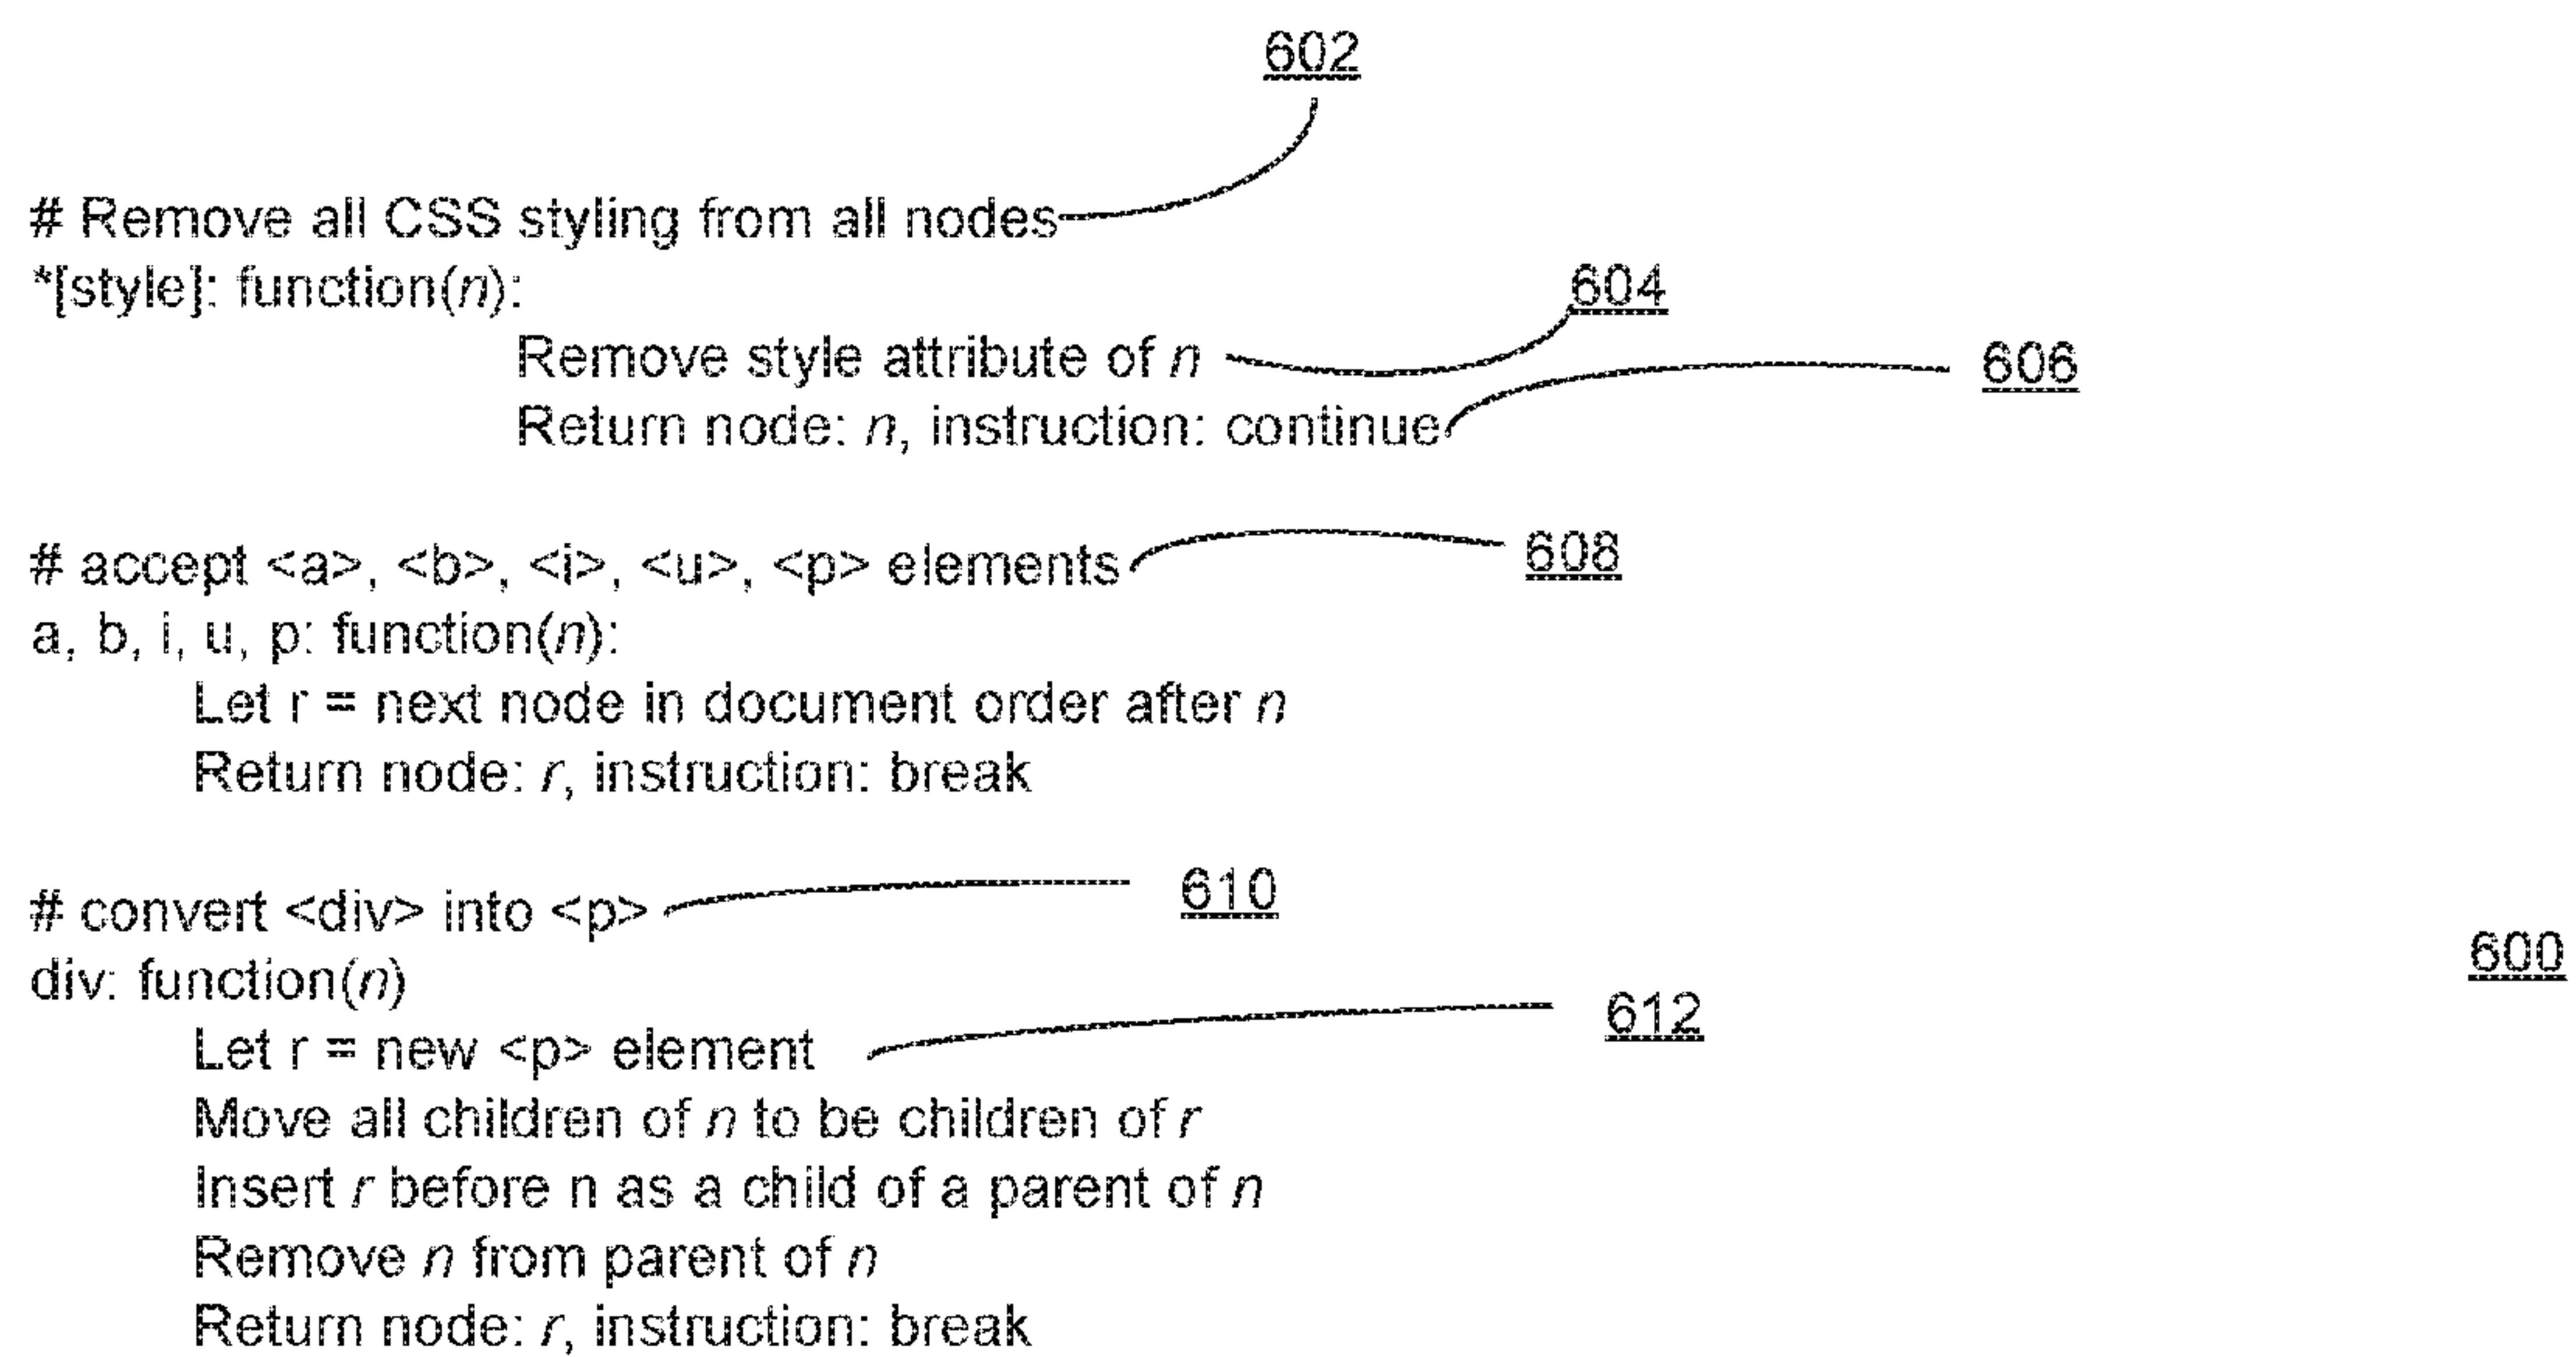 602
# Remove all CSS styling from all nodes
*[style]: function(n):
604
Remove style attribute of n
606
Return node: n, instruction: continue
# accept <a>, <b>, <i>, <u>, <p> elements
608
a, b, i, u, p: function(n):
Let r = next node in document order after n
Return node: r, instruction: break
# convert <div> into <p>
610
div: function(n)
600
Let r = new <p> element
612
Move all children of n to be children of r
Insert r before n as a child of a parent of n
Remove n from parent of n
Return node: r, instruction: break